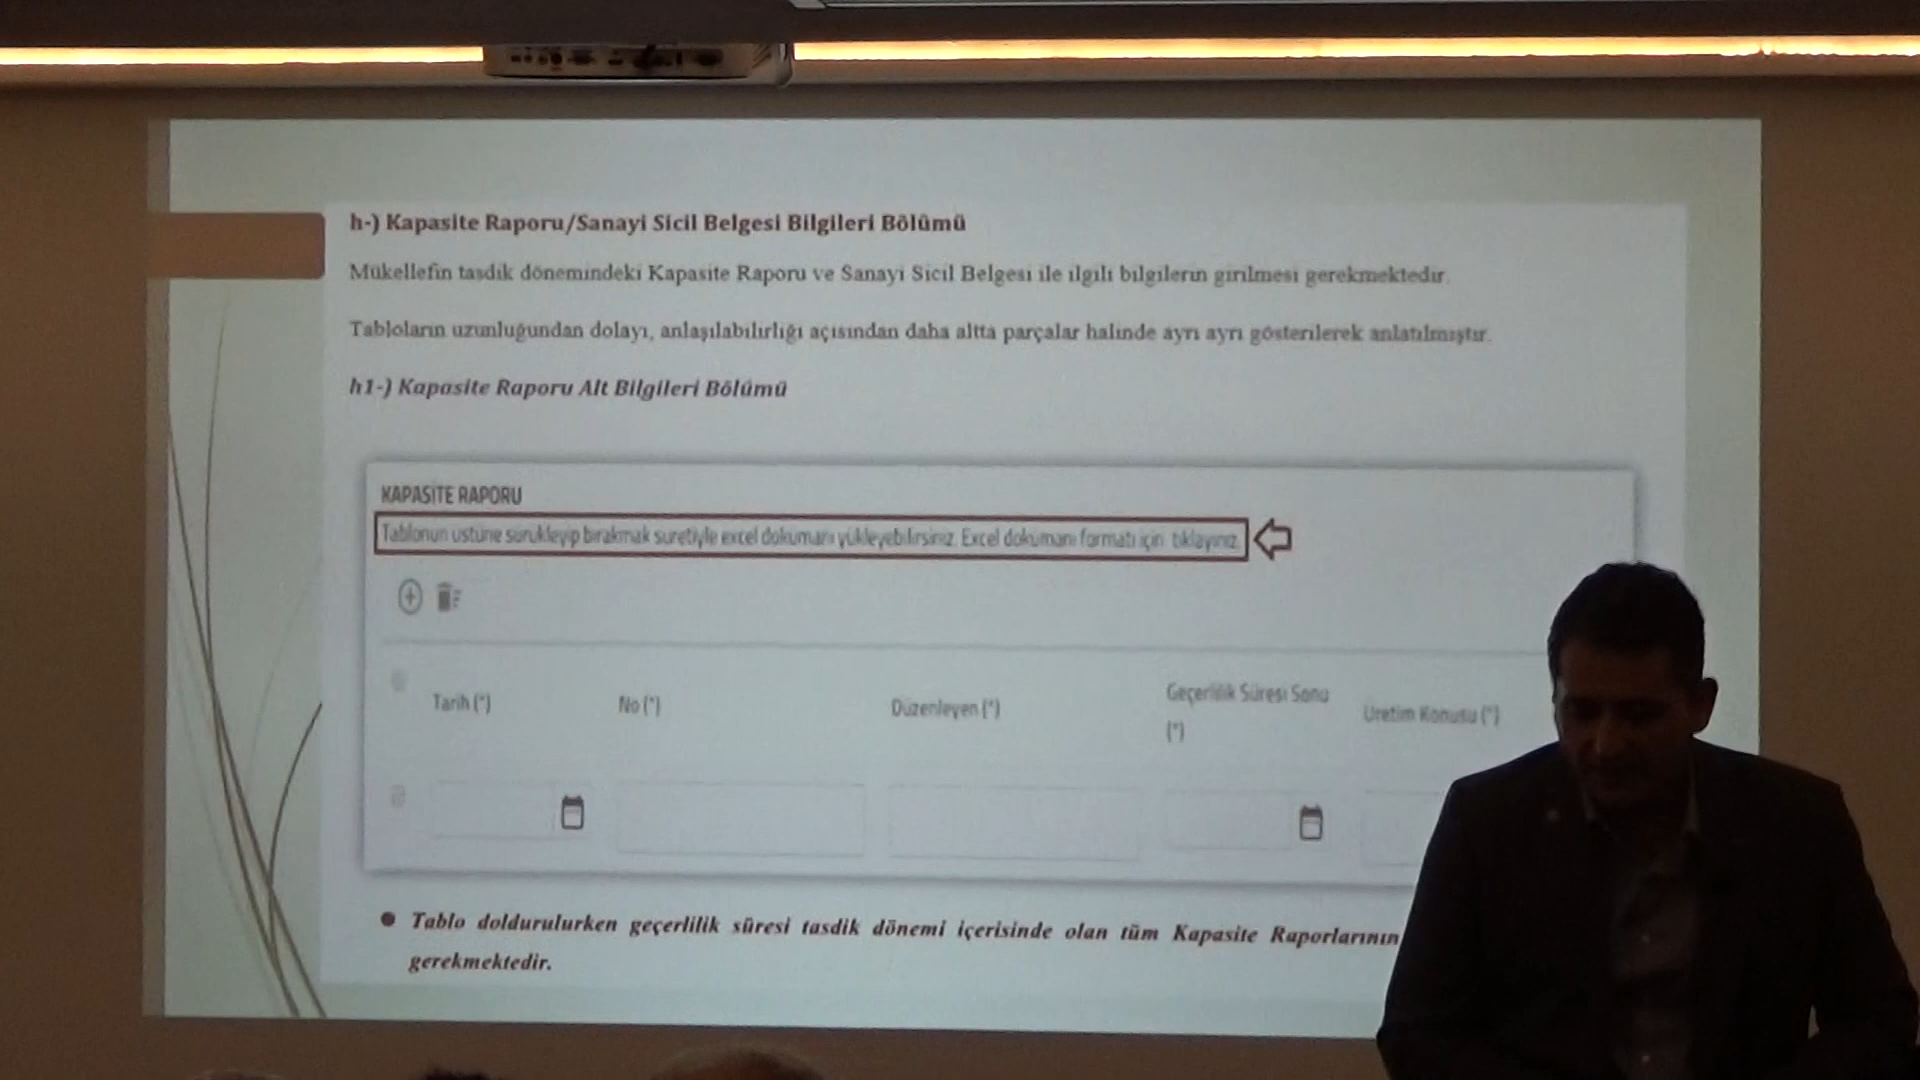 h-) Kapasite Raporu/Sanayi Sicil Belgesi Bilgileri Bölümü
Mükellefin tasdik dönemindeki Kapasite Raporu ve Sanayi Sicil Belgesi ile ilgili bilgilerin girilmesi gerekmektedir.
Tabloların uzunluğundan dolayı, anlaşılabilirliği açısından daha altta parçalar halinde ayrı ayrı gösterilerek anlatılmıştır.
h1-) Kapasite Raporu Alt Bilgileri Bölümü
KAPASİTE RAPORU
Tablonun üstüne sürükleyip bırakmak suretiyle excel dokümanı yükleyebilirsiniz. Excel dokümanı formatı için tıklayınız.
Tarih (*) No (*) Düzenleyen (*) Geçerlilik Süresi Sonu (*) Üretim Konusu (*)
● Tablo doldurulurken geçerlilik süresi tasdik dönemi içerisinde olan tüm Kapasite Raporlarının
gerekmektedir.